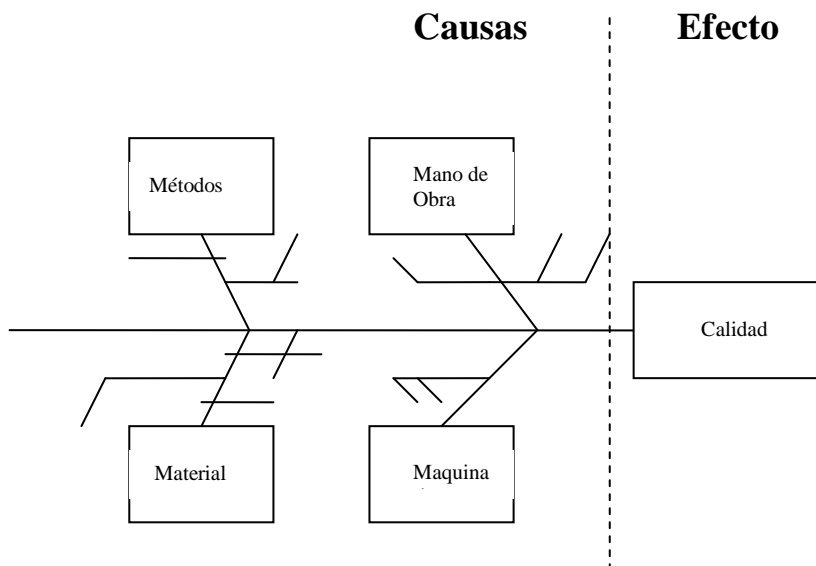 Causas
Efecto
Métodos
Mano de
Obra
Calidad
Material
Maquina